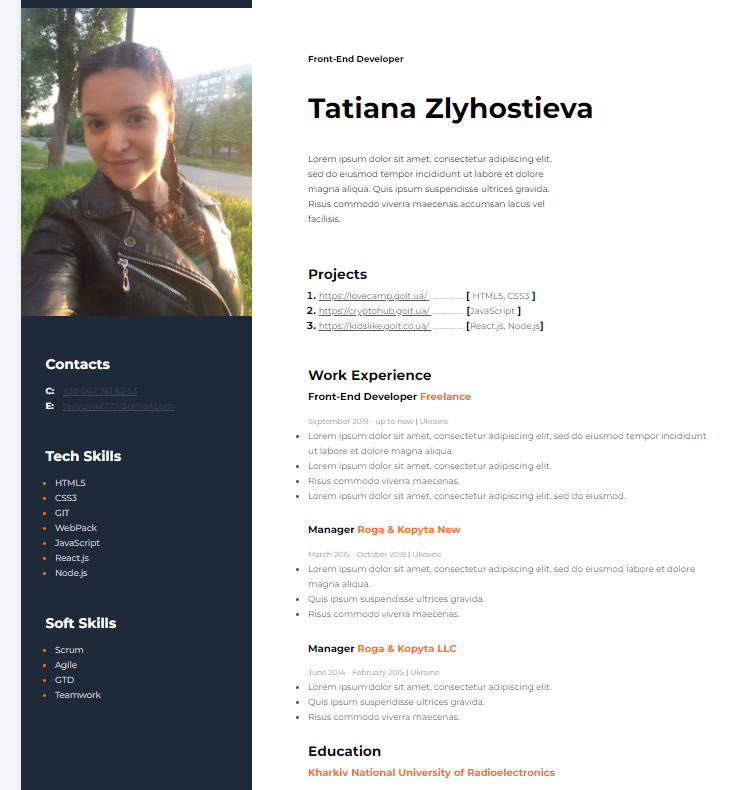 Contacts
C: +38 067 761 62 53
E: tanyuwik777@gmail.com
Tech Skills
HTML5
CSS3
GIT
WebPack
JavaScript
React.js
Node.js
Soft Skills
Scrum
Agile
GTD
Teamwork
Front-End Developer
Tatiana Zlyhostieva
Lorem ipsum dolor sit amet, consectetur adipiscing elit,
sed do eiusmod tempor incididunt ut labore et dolore
magna aliqua. Quis ipsum suspendisse ultrices gravida.
Risus commodo viverra maecenas accumsan lacus vel
facilisis.
Projects
1. https://lovecamp.goit.ua/ ............... [ HTML5, CSS3 ]
2. https://cryptohub.goit.ua/ ............... [JavaScript ]
3. https://kidslike.goit.co.ua/ ............... [React.js, Node.js]
Work Experience
Front-End Developer Freelance
September 2019 - up to now | Ukraine
Lorem ipsum dolor sit amet, consectetur adipiscing elit, sed do eiusmod tempor incididunt
ut labore et dolore magna aliqua.
Lorem ipsum dolor sit amet, consectetur adipiscing elit.
Risus commodo viverra maecenas.
Lorem ipsum dolor sit amet, consectetur adipiscing elit, sed do eiusmod.
Manager Roga & Kopyta New
March 2015 - October 2018 | Ukraine
Lorem ipsum dolor sit amet, consectetur adipiscing elit, sed do eiusmod labore et dolore
magna aliqua.
Quis ipsum suspendisse ultrices gravida.
Risus commodo viverra maecenas.
Manager Roga & Kopyta LLC
June 2014 - February 2015 | Ukraine
Lorem ipsum dolor sit amet, consectetur adipiscing elit.
Quis ipsum suspendisse ultrices gravida.
Risus commodo viverra maecenas.
Education
Kharkiv National University of Radioelectronics